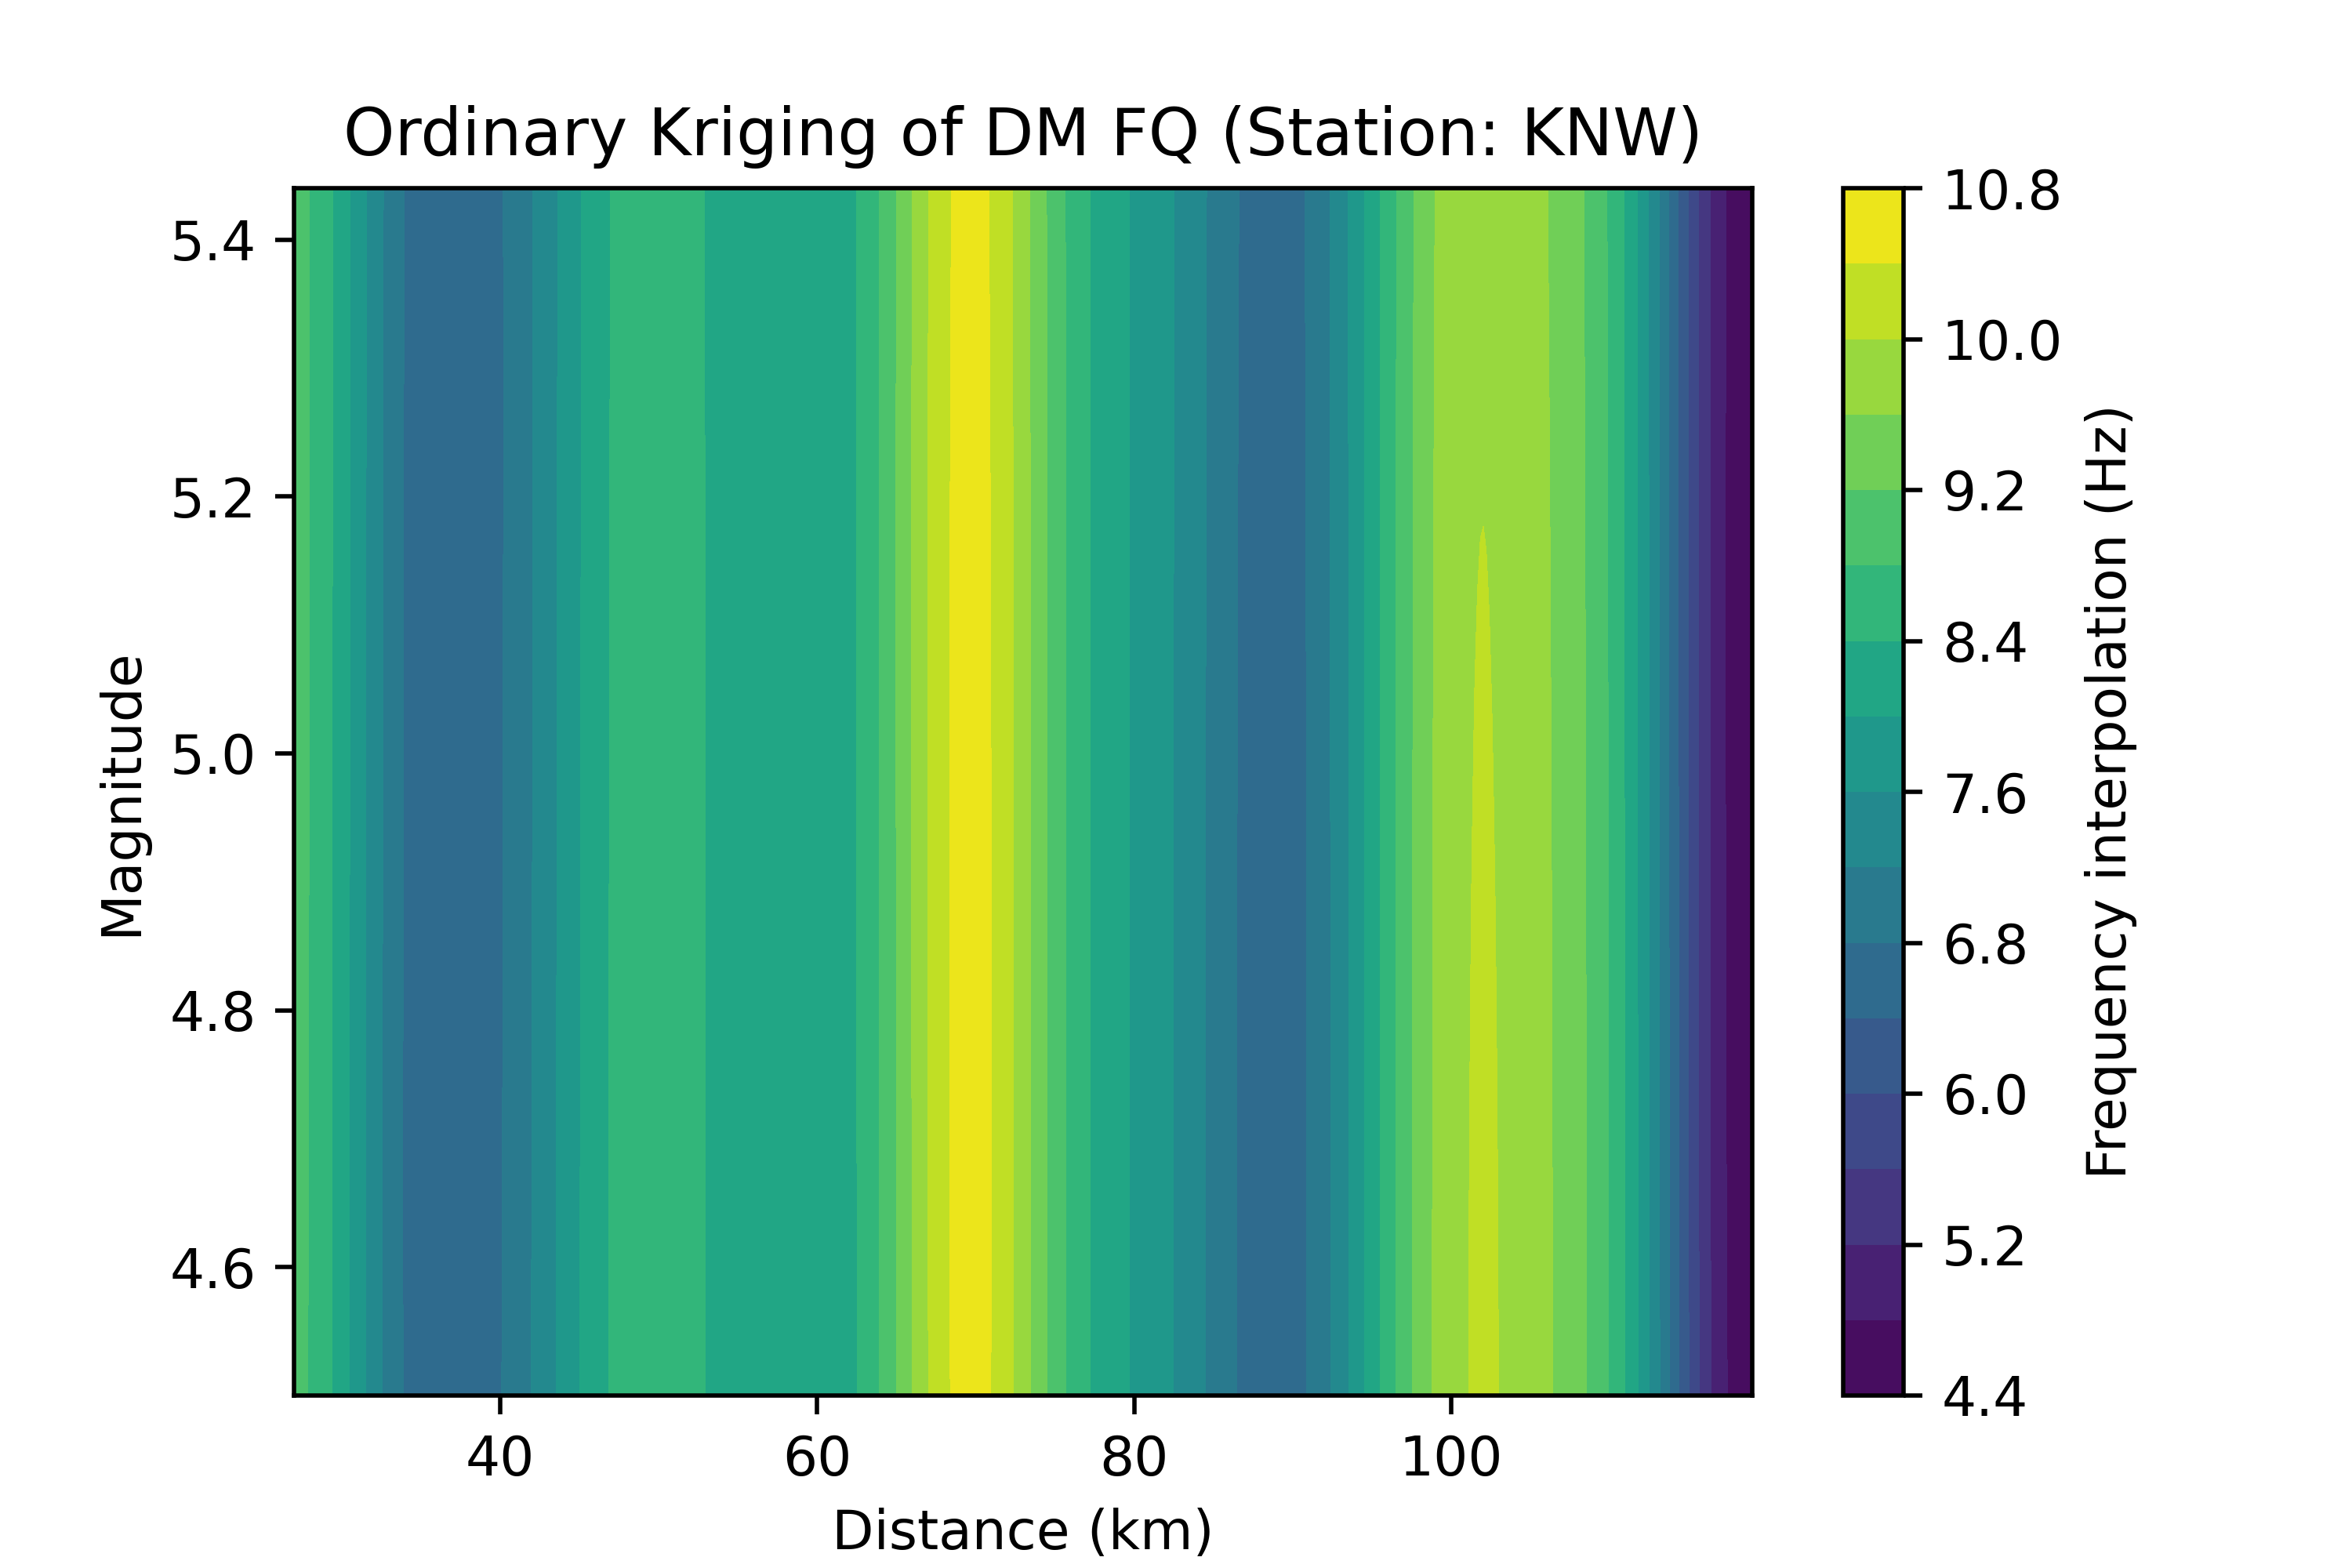 Ordinary Kriging of DM FQ (Station: KNW)
Magnitude
5.4
5.2
5.0
4.8
4.6
40 60 80 100
Distance (km)
10.8
10.0
9.2
8.4
7.6
6.8
6.0
5.2
4.4
Frequency interpolation (Hz)